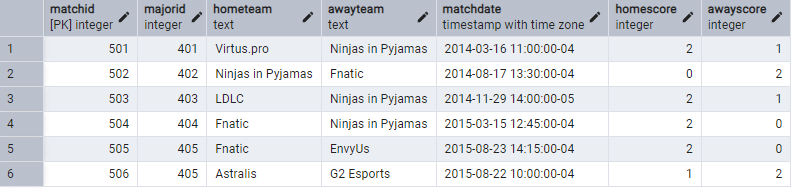 matchid majorid hometeam awayteam matchdate homescore awayscore
[PK] integer integer text text timestamp with time zone integer integer
1 501 401 Virtus.pro Ninjas in Pyjamas 2014-03-16 11:00:00-04 2 1
2 502 402 Ninjas in Pyjamas Fnatic 2014-08-17 13:30:00-04 0 2
3 503 403 LDLC Ninjas in Pyjamas 2014-11-29 14:00:00-05 2 1
4 504 404 Fnatic Ninjas in Pyjamas 2015-03-15 12:45:00-04 2 0
5 505 405 Fnatic EnvyUs 2015-08-23 14:15:00-04 2 0
6 506 405 Astralis G2 Esports 2015-08-22 10:00:00-04 1 2